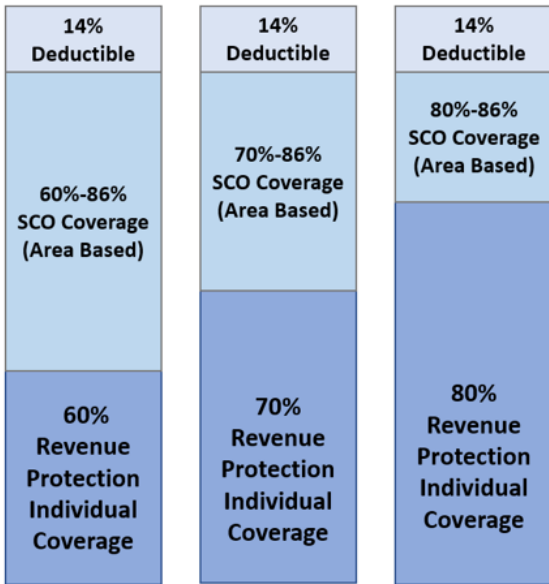 14%
Deductible
60%-86%
SCO Coverage
(Area Based)
60%
Revenue
Protection
Individual
Coverage
14%
Deductible
70%-86%
SCO Coverage
(Area Based)
70%
Revenue
Protection
Individual
Coverage
14%
Deductible
80%-86%
SCO Coverage
(Area Based)
80%
Revenue
Protection
Individual
Coverage